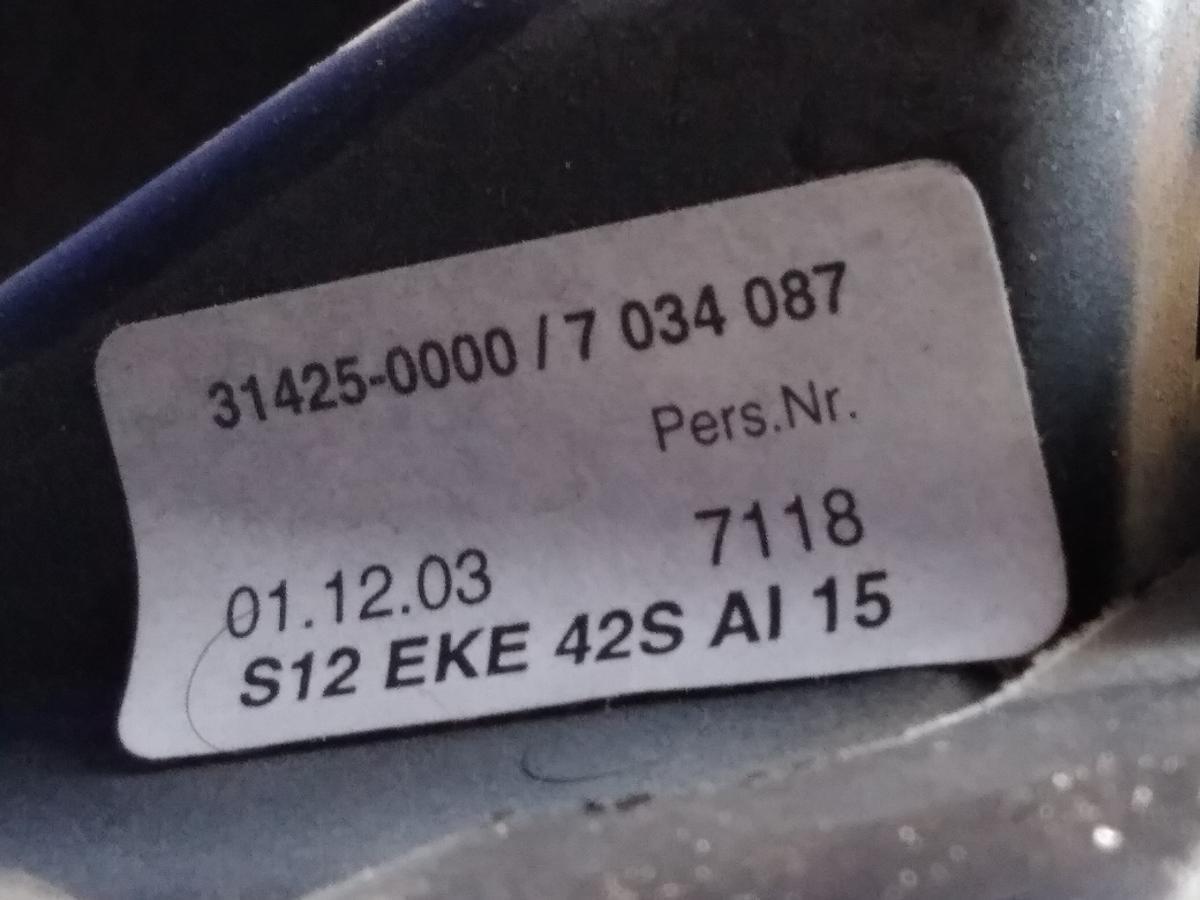 31425-0000 / 7 034 087
Pers.Nr.
7118
01.12.03
S12 EKE 42S AI 15